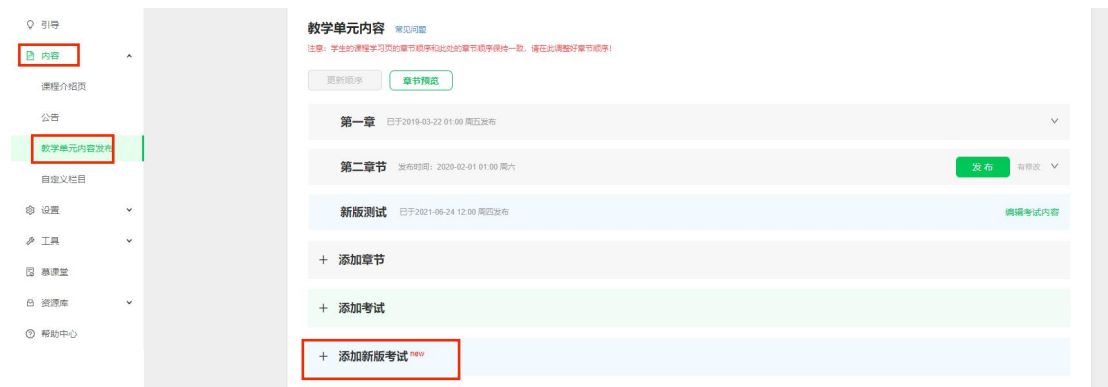 引导
内容
课程介绍页
公告
教学单元内容发布
自定义栏目
设置
工具
慕课堂
资源库
帮助中心
教学单元内容 常见问题
注意：学生的课程学习页的章节顺序和此处的章节顺序保持一致，请在此调整好章节顺序！
更新顺序 章节预览
第一章 已于2019-03-22 01:00 周五发布
第二章节 发布时间：2020-02-01 01:00 周六 发布 有修改
新版测试 已于2021-06-24 12:00 周四发布 编辑考试内容
+ 添加章节
+ 添加考试
+ 添加新版考试 new